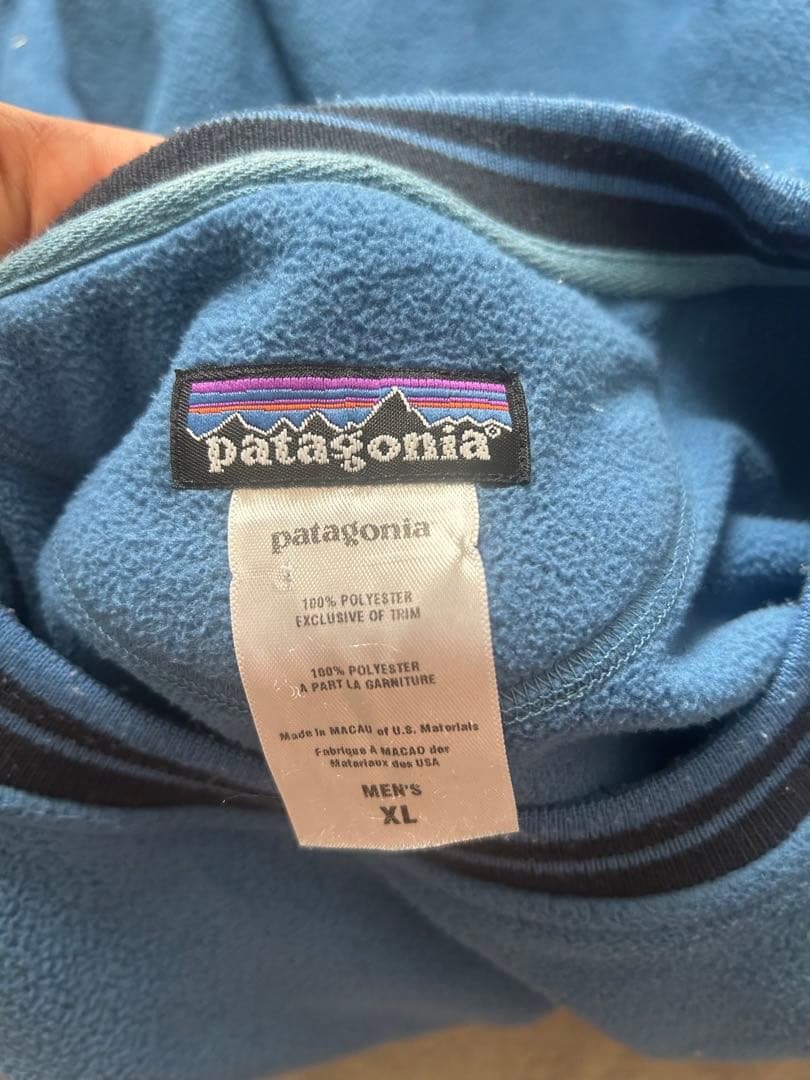 patagonia®
patagonia
100% POLYESTER
EXCLUSIVE OF TRIM
100% POLYESTER
A PART LA GARNITURE
Made in MACAU of U.S. Materials
Fabrique A MACAO der
Materiaux des USA
MEN'S
XL